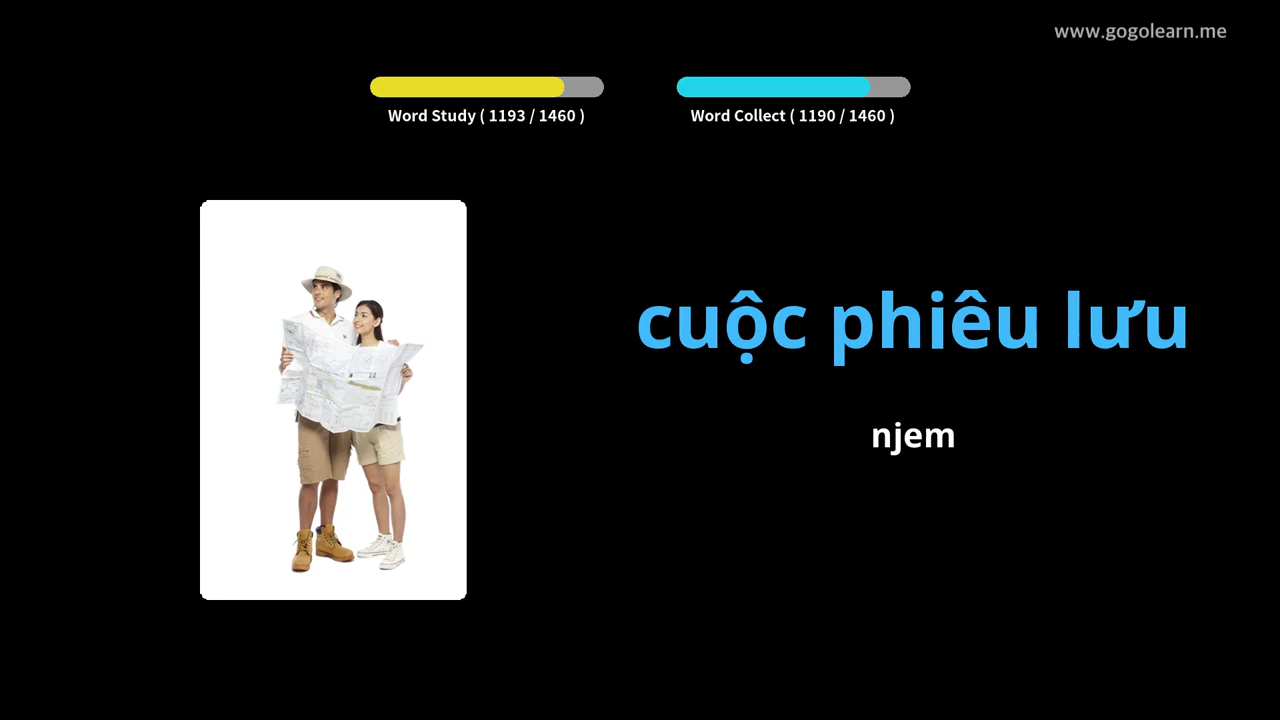 www.gogolearn.me
Word Study ( 1193 / 1460 )
Word Collect ( 1190 / 1460 )
cuộc phiêu lưu
njem